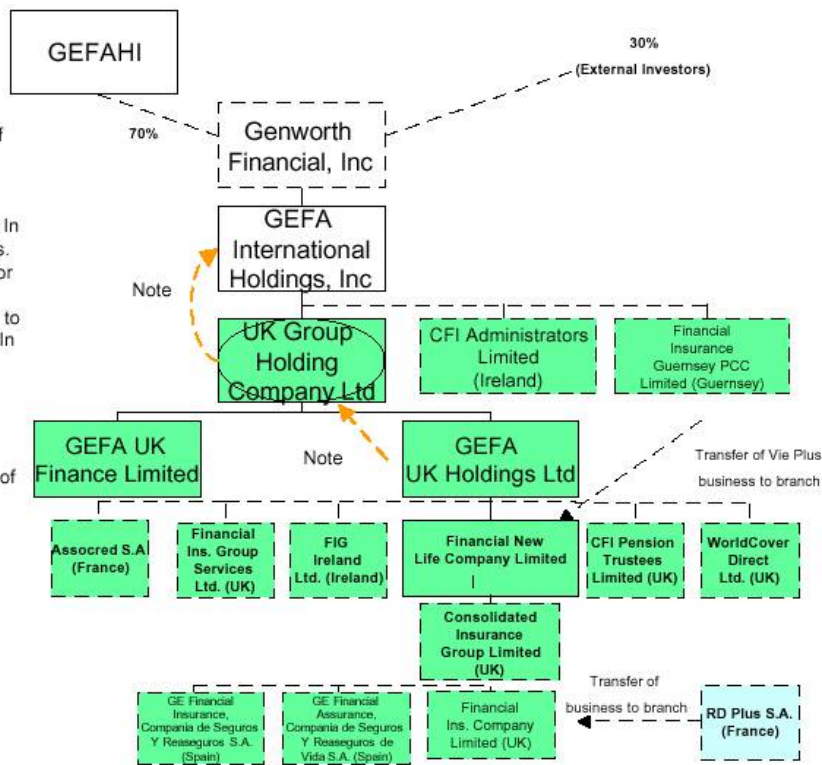 GEFAHI
30%
(External Investors)
70%
Genworth
Financial, Inc
f
In
s.
or
to
In
of
GEFA
International
Holdings, Inc
Note
UK Group
Holding
Company Ltd
CFI Administrators
Limited
(Ireland)
Financial
Insurance
Guernsey PCC
Limited (Guernsey)
GEFA UK
Finance Limited
Note
GEFA
UK Holdings Ltd
Transfer of Vie Plus
business to branch
Assocred S.A
(France)
Financial
Ins. Group
Services
Ltd. (UK)
FIG
Ireland
Ltd. (Ireland)
Financial New
Life Company Limited
CFI Pension
Trustees
Limited (UK)
WorldCover
Direct
Ltd. (UK)
Consolidated
Insurance
Group Limited
(UK)
GE Financial
Insurance,
Compania de Seguros
Y Reaseguros S.A.
(Spain)
GE Financial
Assurance,
Compania de Seguros
Y Reaseguros de
Vida S.A. (Spain)
Financial
Ins. Company
Limited (UK)
Transfer of
business to branch
RD Plus S.A.
(France)